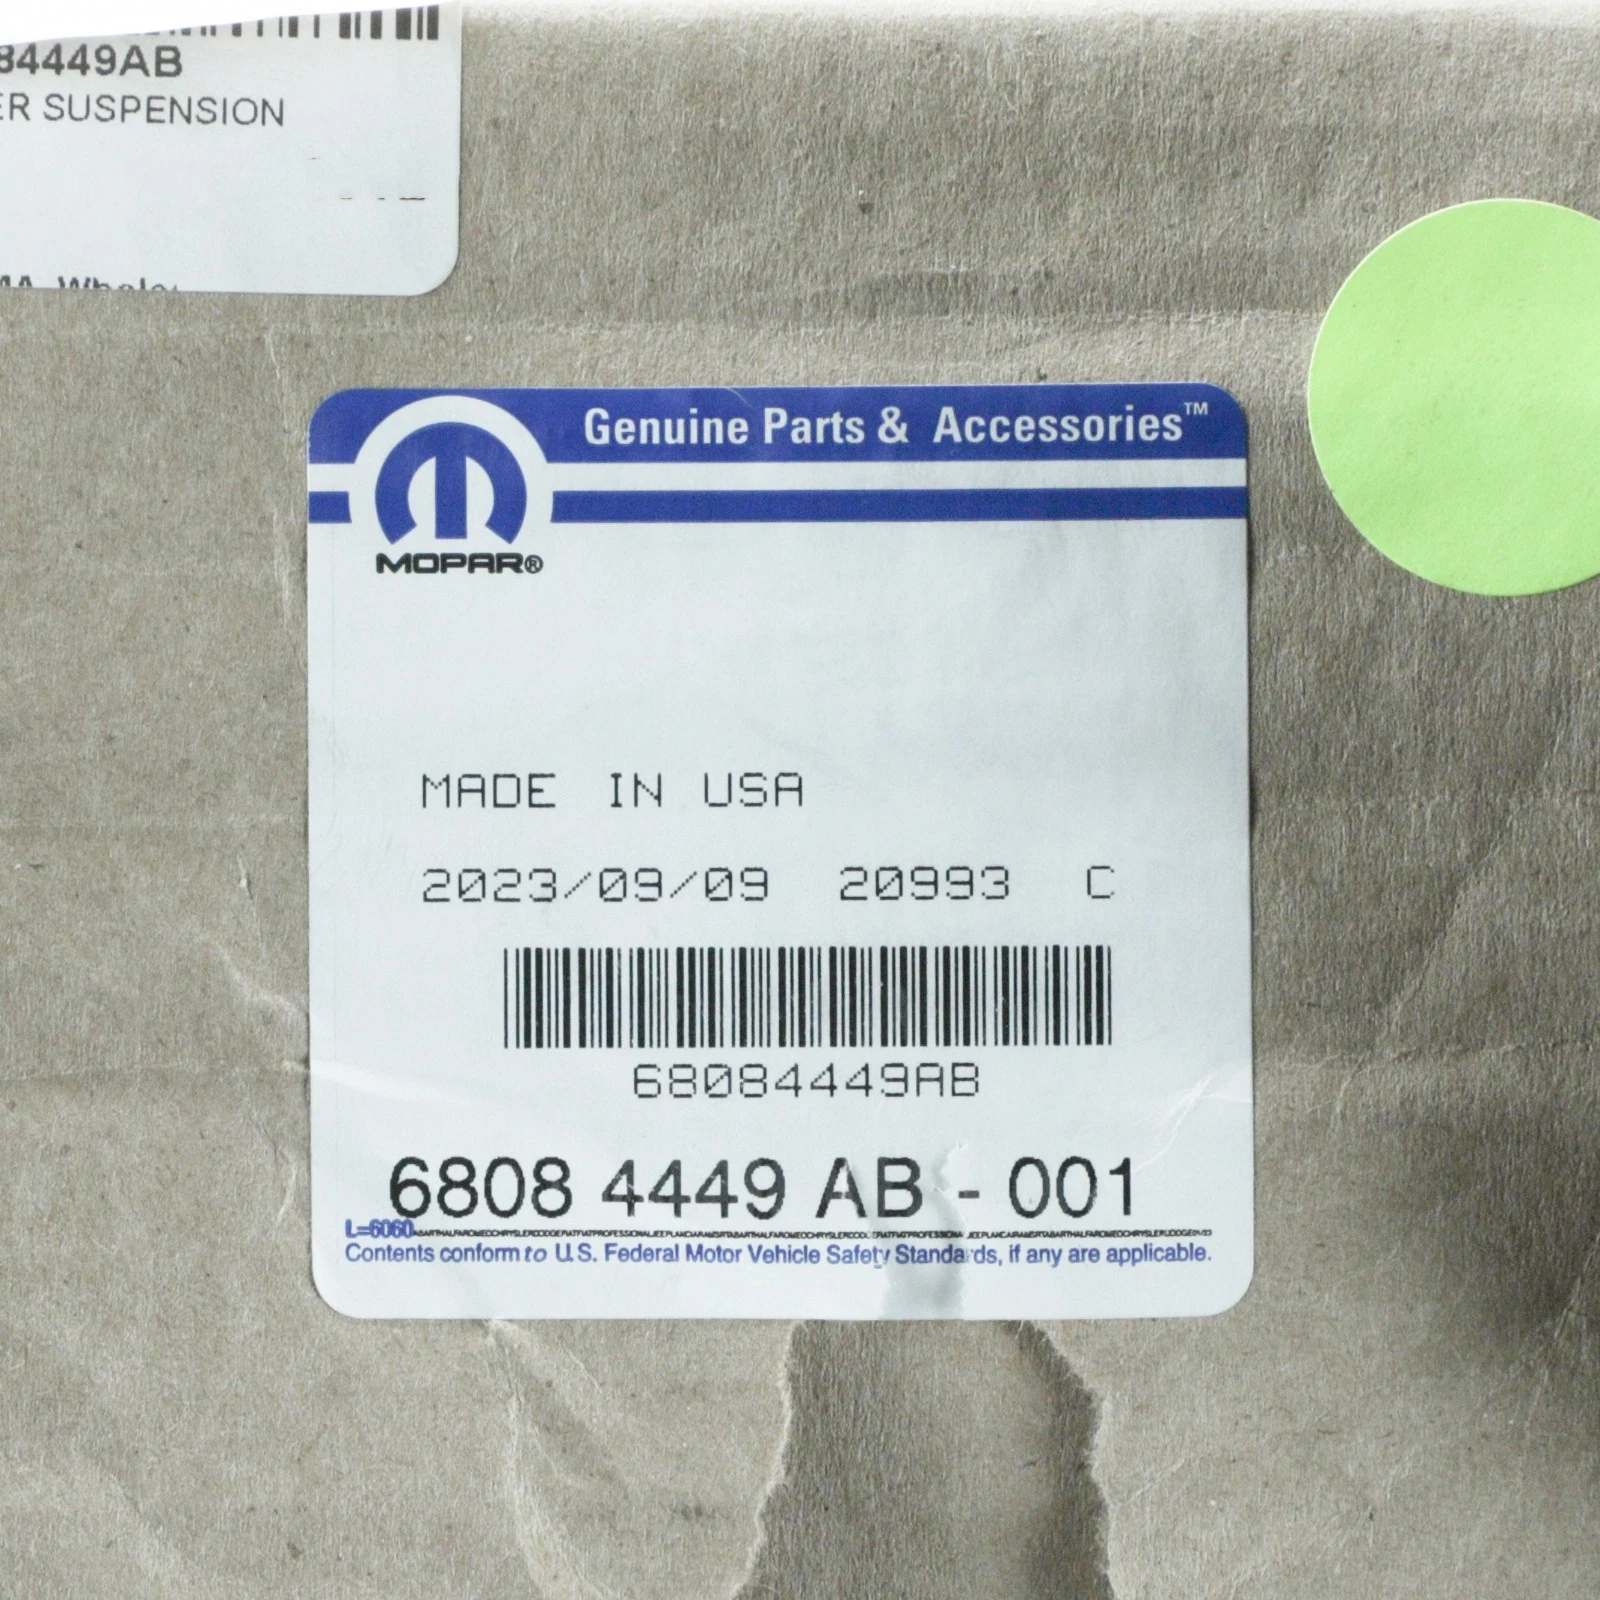 84449AB
ER SUSPENSION
Genuine Parts & Accessories™
MOPAR®
MADE IN USA
2023/09/09 20993 C
68084449AB
6808 4449 AB - 001
L=6060
Contents conform to U.S. Federal Motor Vehicle Safety Standards, if any are applicable.